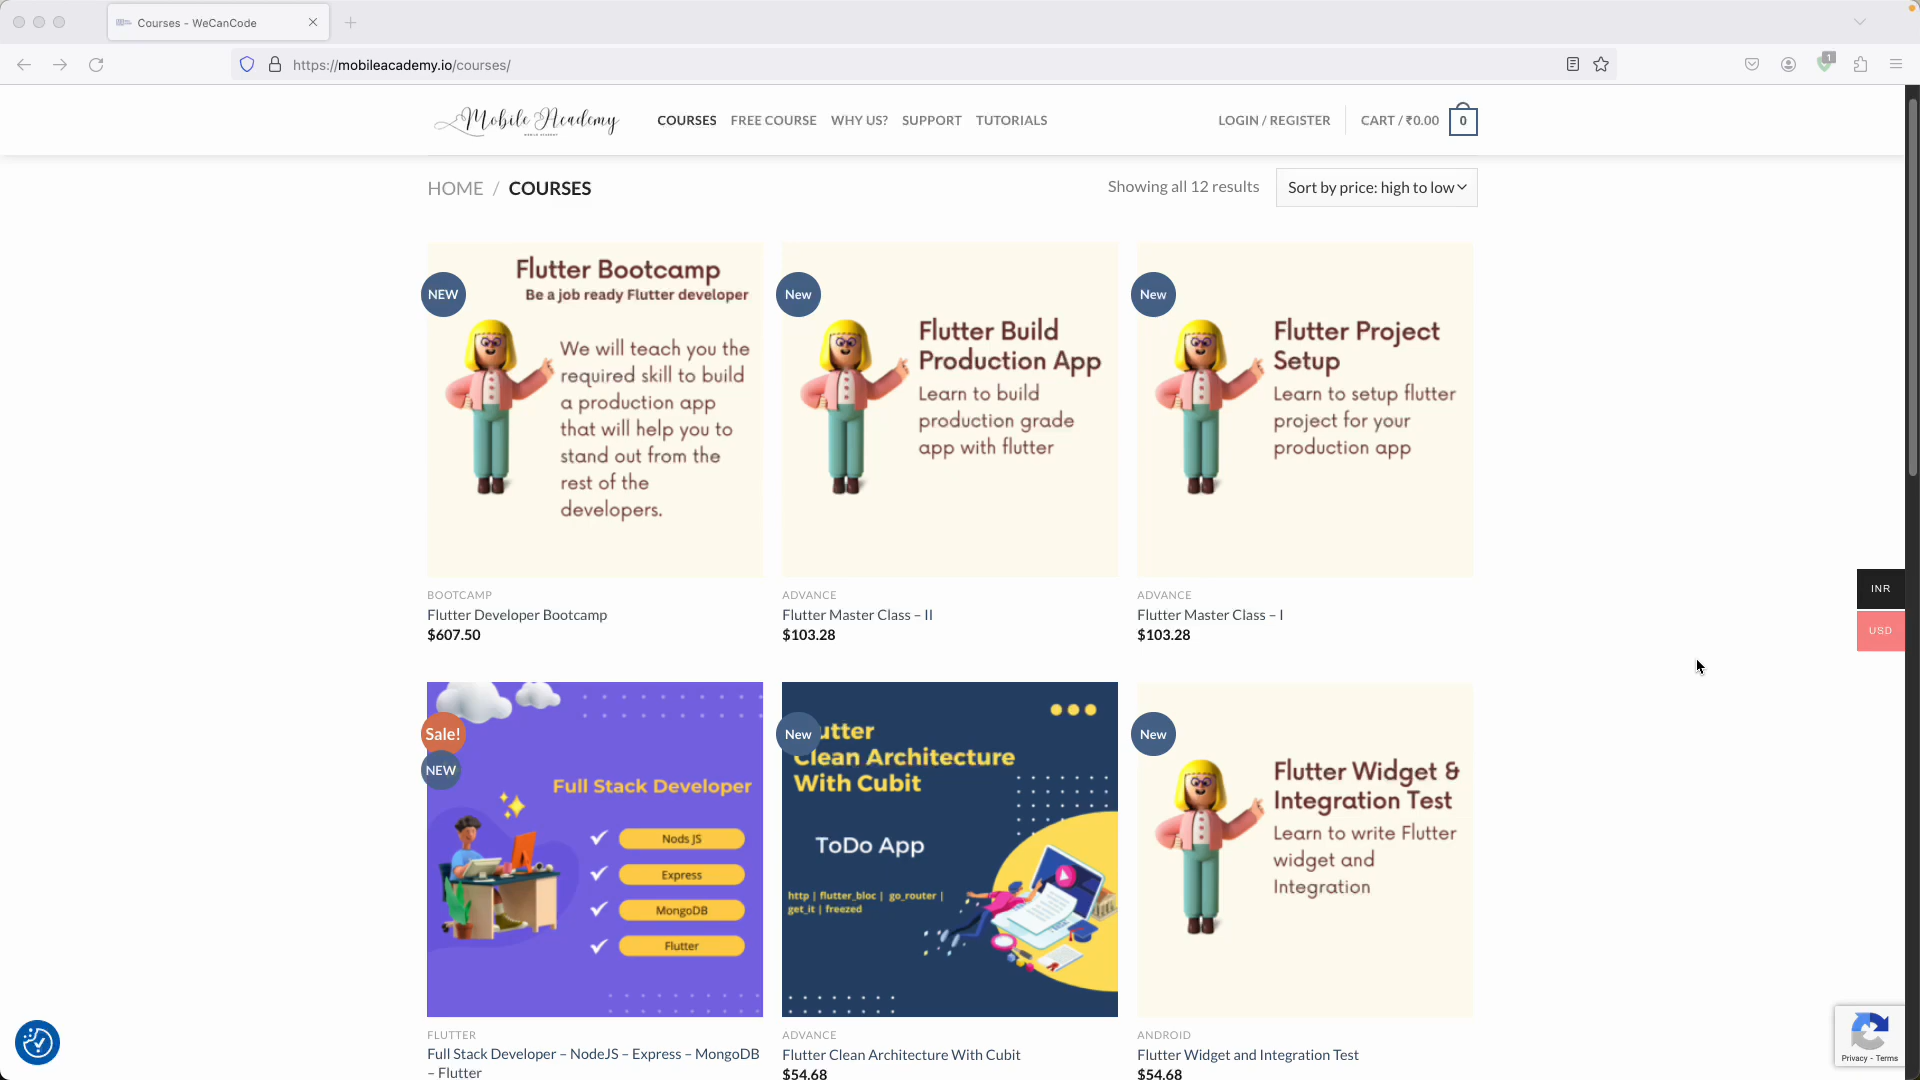 Courses - WeCanCode
https://mobileacademy.io/courses/
1
Mobile Academy
MOBILE ACADEMY
COURSES
FREE COURSE
WHY US?
SUPPORT
TUTORIALS
LOGIN / REGISTER
CART / ₹0.00
0
HOME / COURSES
Showing all 12 results
Sort by price: high to low
NEW
Flutter Bootcamp
Be a job ready Flutter developer
We will teach you the
required skill to build
a production app
that will help you to
stand out from the
rest of the
developers.
BOOTCAMP
Flutter Developer Bootcamp
$607.50
New
Flutter Build
Production App
Learn to build
production grade
app with flutter
ADVANCE
Flutter Master Class – II
$103.28
New
Flutter Project
Setup
Learn to setup flutter
project for your
production app
ADVANCE
Flutter Master Class – I
$103.28
INR
USD
Sale!
NEW
Full Stack Developer
Nods JS
Express
MongoDB
Flutter
FLUTTER
Full Stack Developer – NodeJS – Express – MongoDB
– Flutter
New
utter
Clean Architecture
With Cubit
ToDo App
http | flutter_bloc | go_router |
get_it | freezed
ADVANCE
Flutter Clean Architecture With Cubit
$54.68
New
Flutter Widget &
Integration Test
Learn to write Flutter
widget and
Integration
ANDROID
Flutter Widget and Integration Test
$54.68
Privacy - Terms